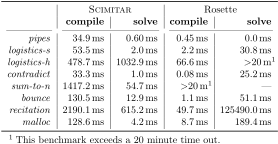 SCIMITAR Rosette
compile solve compile solve
pipes 34.9 ms 0.60 ms 0.45 ms 0.0 ms
logistics-s 53.5 ms 2.0 ms 2.2 ms 30.8 ms
logistics-h 478.7 ms 1032.9 ms 66.6 ms >20 m¹
contradict 33.3 ms 1.0 ms 0.08 ms 25.2 ms
sum-to-n 1417.2 ms 54.7 ms >20 m¹ —
bounce 130.5 ms 12.9 ms 1.1 ms 51.1 ms
recitation 2190.1 ms 615.2 ms 49.7 ms 125490.0 ms
malloc 128.6 ms 4.2 ms 8.7 ms 189.4 ms
¹ This benchmark exceeds a 20 minute time out.